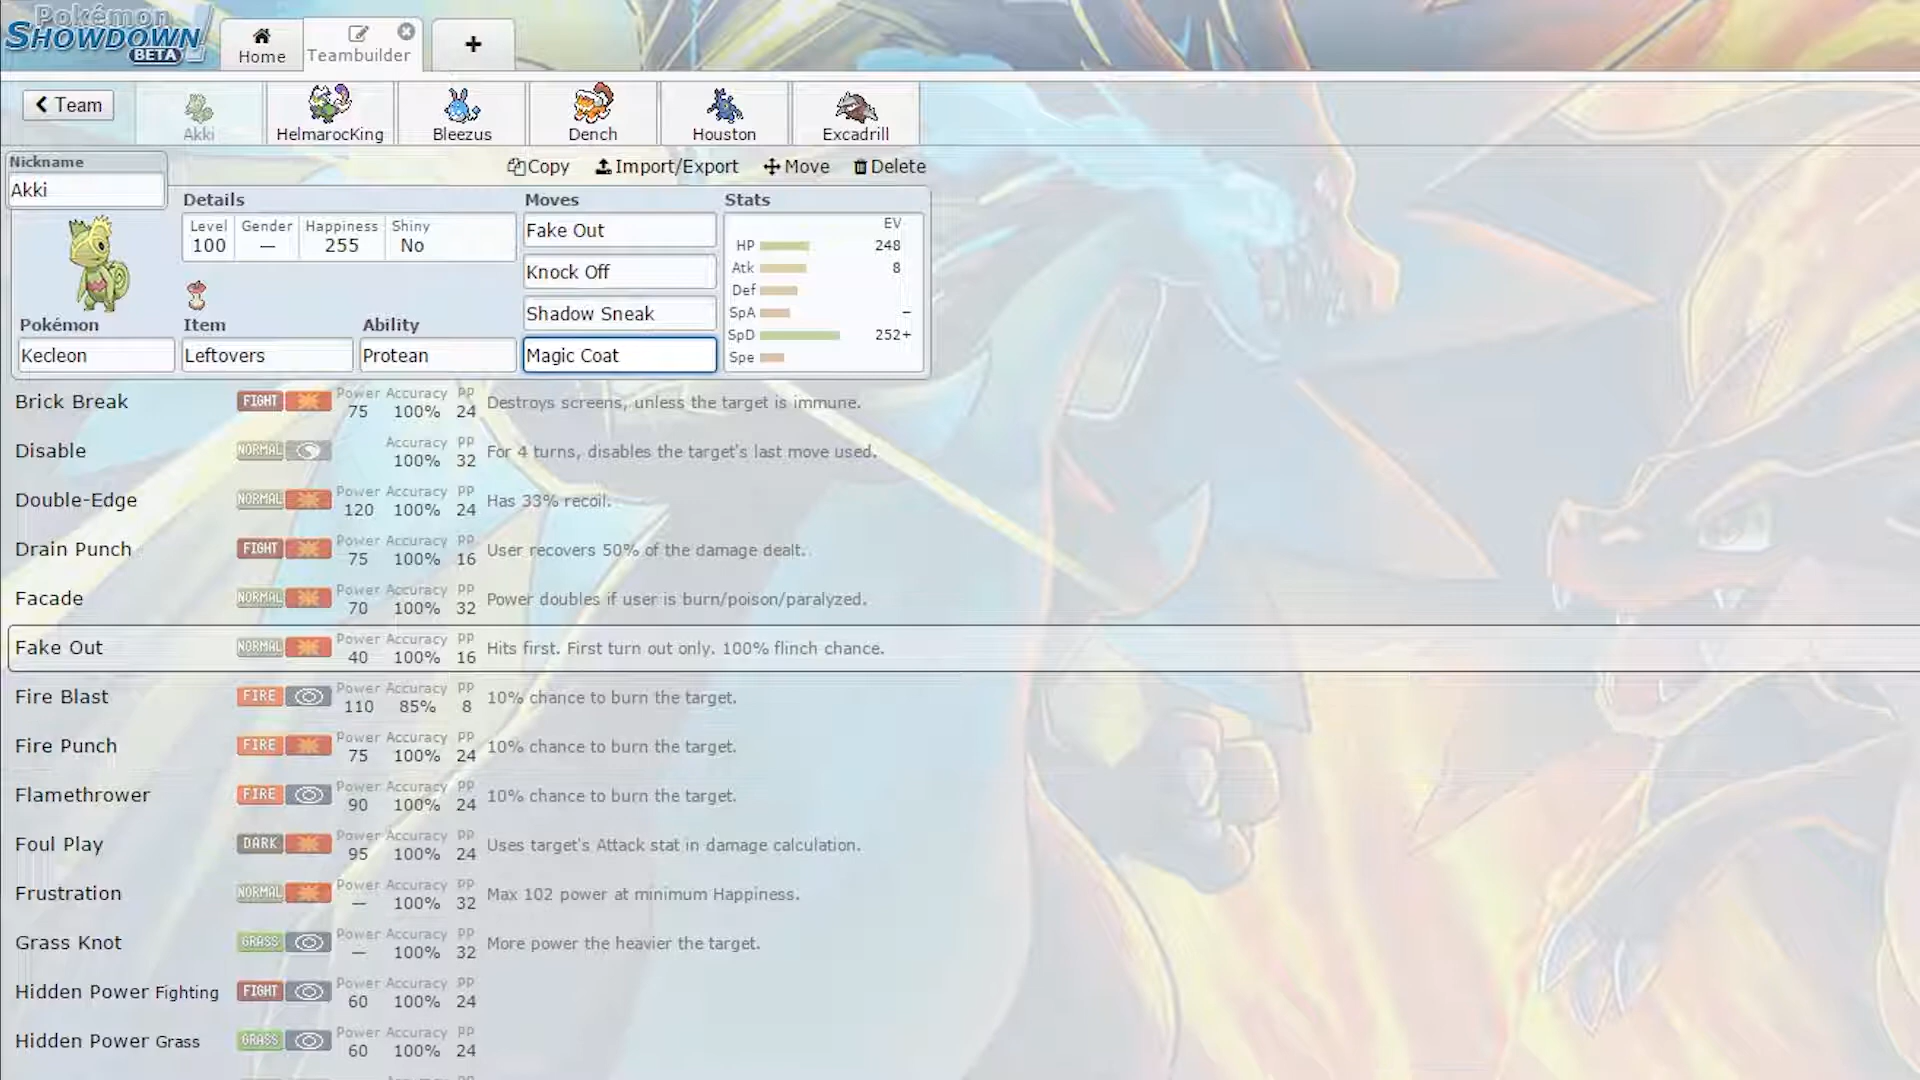 Pokémon
SHOWDOWN
BETA
Home
Teambuilder
+
Team
Akki
HelmarocKing
Bleezus
Dench
Houston
Excadrill
Nickname
Akki
Copy
Import/Export
Move
Delete
Details
Level Gender Happiness Shiny
100 — 255 No
Moves
Fake Out
Knock Off
Shadow Sneak
Magic Coat
Stats
EV
HP 248
Atk 8
Def
SpA –
SpD 252+
Spe
Pokémon Item Ability
Kecleon Leftovers Protean
Brick Break FIGHT Power 75 Accuracy 100% PP 24 Destroys screens, unless the target is immune.
Disable NORMAL Accuracy 100% PP 32 For 4 turns, disables the target's last move used.
Double-Edge NORMAL Power 120 Accuracy 100% PP 24 Has 33% recoil.
Drain Punch FIGHT Power 75 Accuracy 100% PP 16 User recovers 50% of the damage dealt.
Facade NORMAL Power 70 Accuracy 100% PP 32 Power doubles if user is burn/poison/paralyzed.
Fake Out NORMAL Power 40 Accuracy 100% PP 16 Hits first. First turn out only. 100% flinch chance.
Fire Blast FIRE Power 110 Accuracy 85% PP 8 10% chance to burn the target.
Fire Punch FIRE Power 75 Accuracy 100% PP 24 10% chance to burn the target.
Flamethrower FIRE Power 90 Accuracy 100% PP 24 10% chance to burn the target.
Foul Play DARK Power 95 Accuracy 100% PP 24 Uses target's Attack stat in damage calculation.
Frustration NORMAL Power — Accuracy 100% PP 32 Max 102 power at minimum Happiness.
Grass Knot GRASS Power — Accuracy 100% PP 32 More power the heavier the target.
Hidden Power Fighting FIGHT Power 60 Accuracy 100% PP 24
Hidden Power Grass GRASS Power 60 Accuracy 100% PP 24